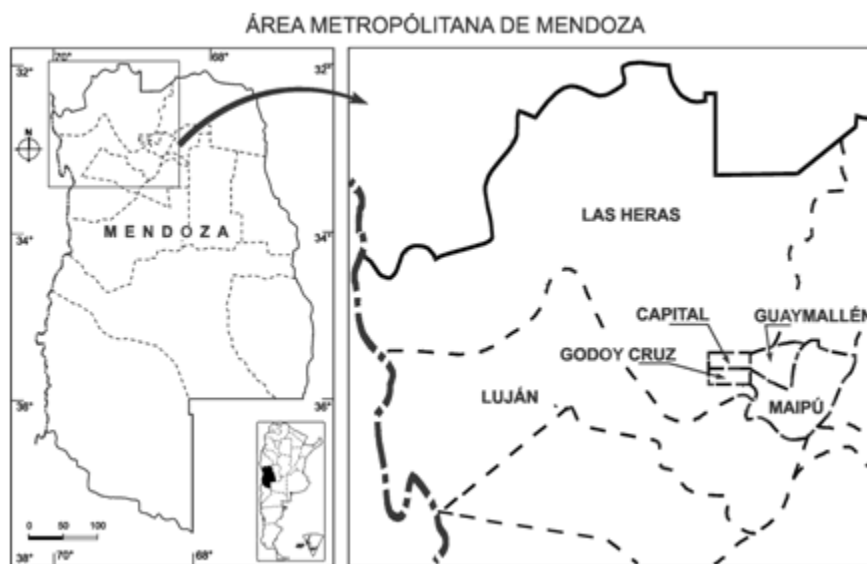 ÁREA METROPÓLITANA DE MENDOZA
70°
68°
32°
32°
N
MENDOZA
34°
34°
36°
36°
0 50 100
38°
70°
68°
LAS HERAS
CAPITAL
GUAYMALLÉN
GODOY CRUZ
LUJÁN
MAIPÚ